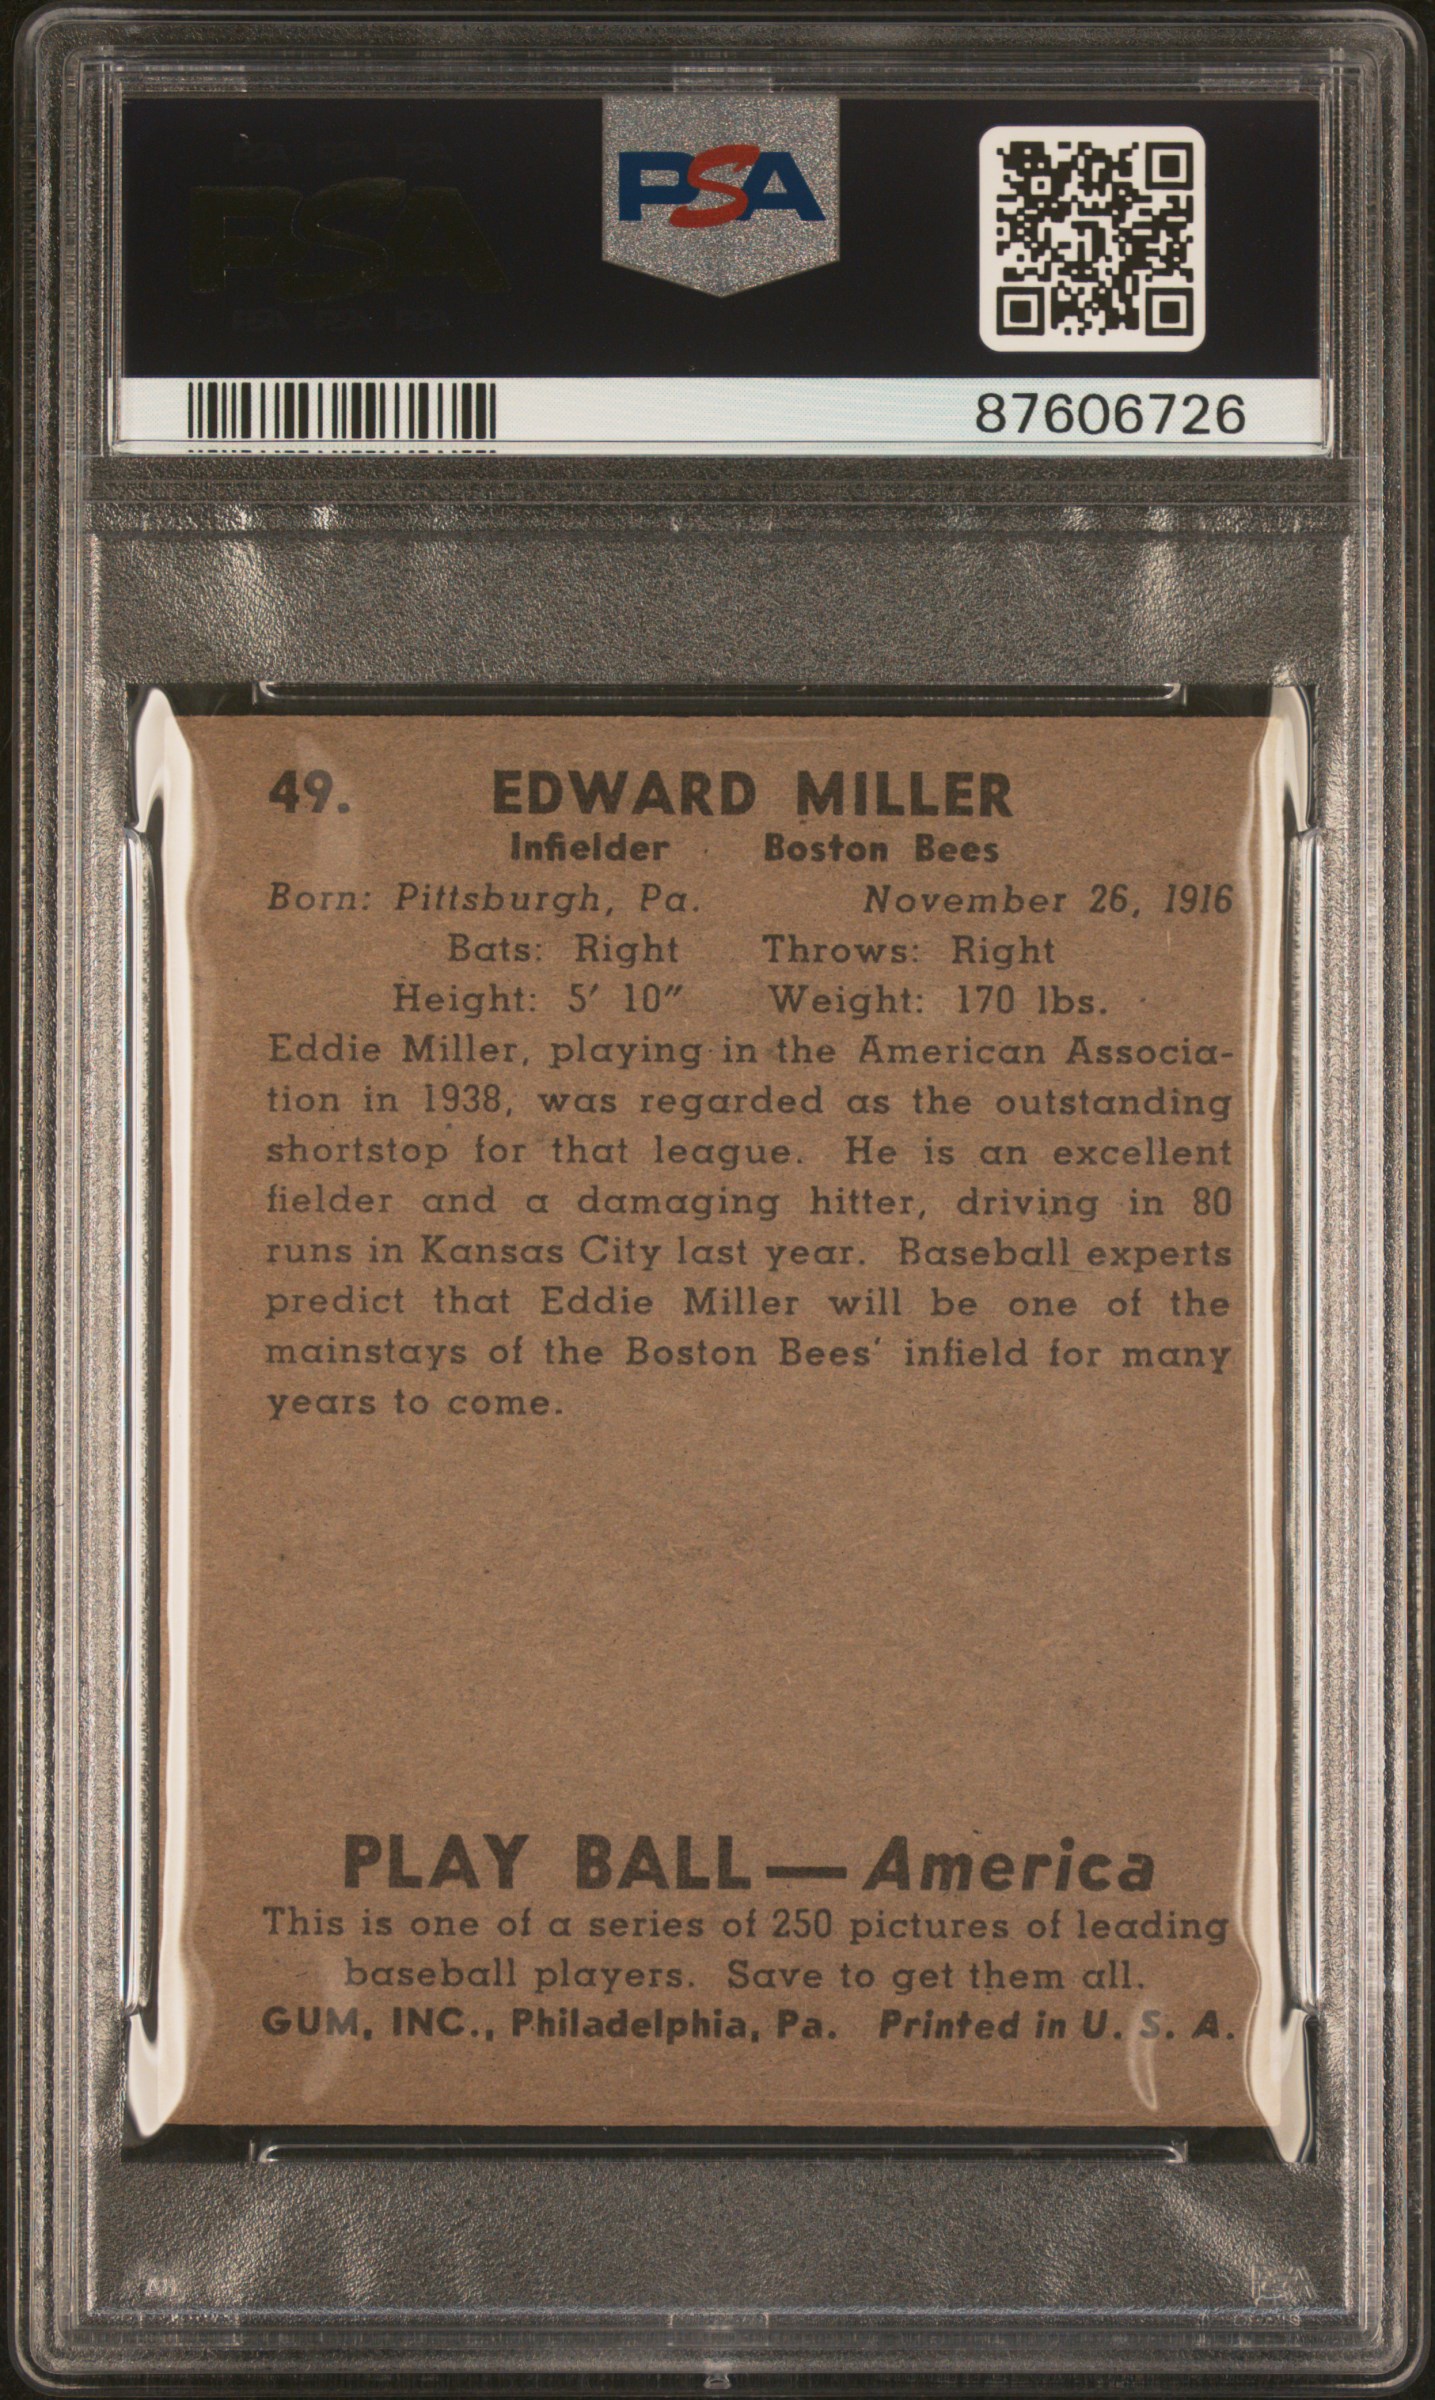 PSA
PSA
87606726
49. EDWARD MILLER
Infielder Boston Bees
Born: Pittsburgh, Pa. November 26, 1916
Bats: Right Throws: Right
Height: 5′ 10″ Weight: 170 lbs.
Eddie Miller, playing in the American Associa-
tion in 1938, was regarded as the outstanding
shortstop for that league. He is an excellent
fielder and a damaging hitter, driving in 80
runs in Kansas City last year. Baseball experts
predict that Eddie Miller will be one of the
mainstays of the Boston Bees' infield for many
years to come.
PLAY BALL—America
This is one of a series of 250 pictures of leading
baseball players. Save to get them all.
GUM, INC., Philadelphia, Pa. Printed in U. S. A.